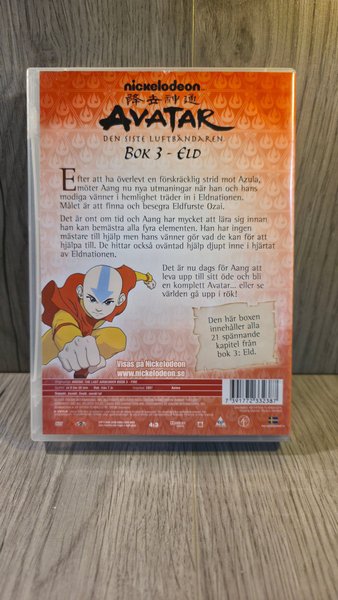 nickelodeon
降去神通
AVATAR
DEN SISTE LUFTBÄNDAREN
BOK 3 - ELD
Efter att ha överlevt en förskräcklig strid mot Azula,
möter Aang nu nya utmaningar när han och hans
modiga vänner i hemlighet träder in i Eldnationen.
Målet är att finna och besegra Eldfurste Ozai.
Det är ont om tid och Aang har mycket att lära sig innan
han kan bemästra alla fyra elementen. Han har ingen
mästare till hjälp men hans vänner gör vad de kan för att
hjälpa till. De hittar också oväntad hjälp djupt inne i hjärtat
av Eldnationen.
Det är nu dags för Aang att
leva upp till sitt öde och bli
en komplett Avatar... eller se
världen gå upp i rök!
Den här boxen
innehåller alla
21 spännande
kapitel från
bok 3: Eld.
Visas på Nickelodeon
www.nickelodeon.se
7391772332387
4:3